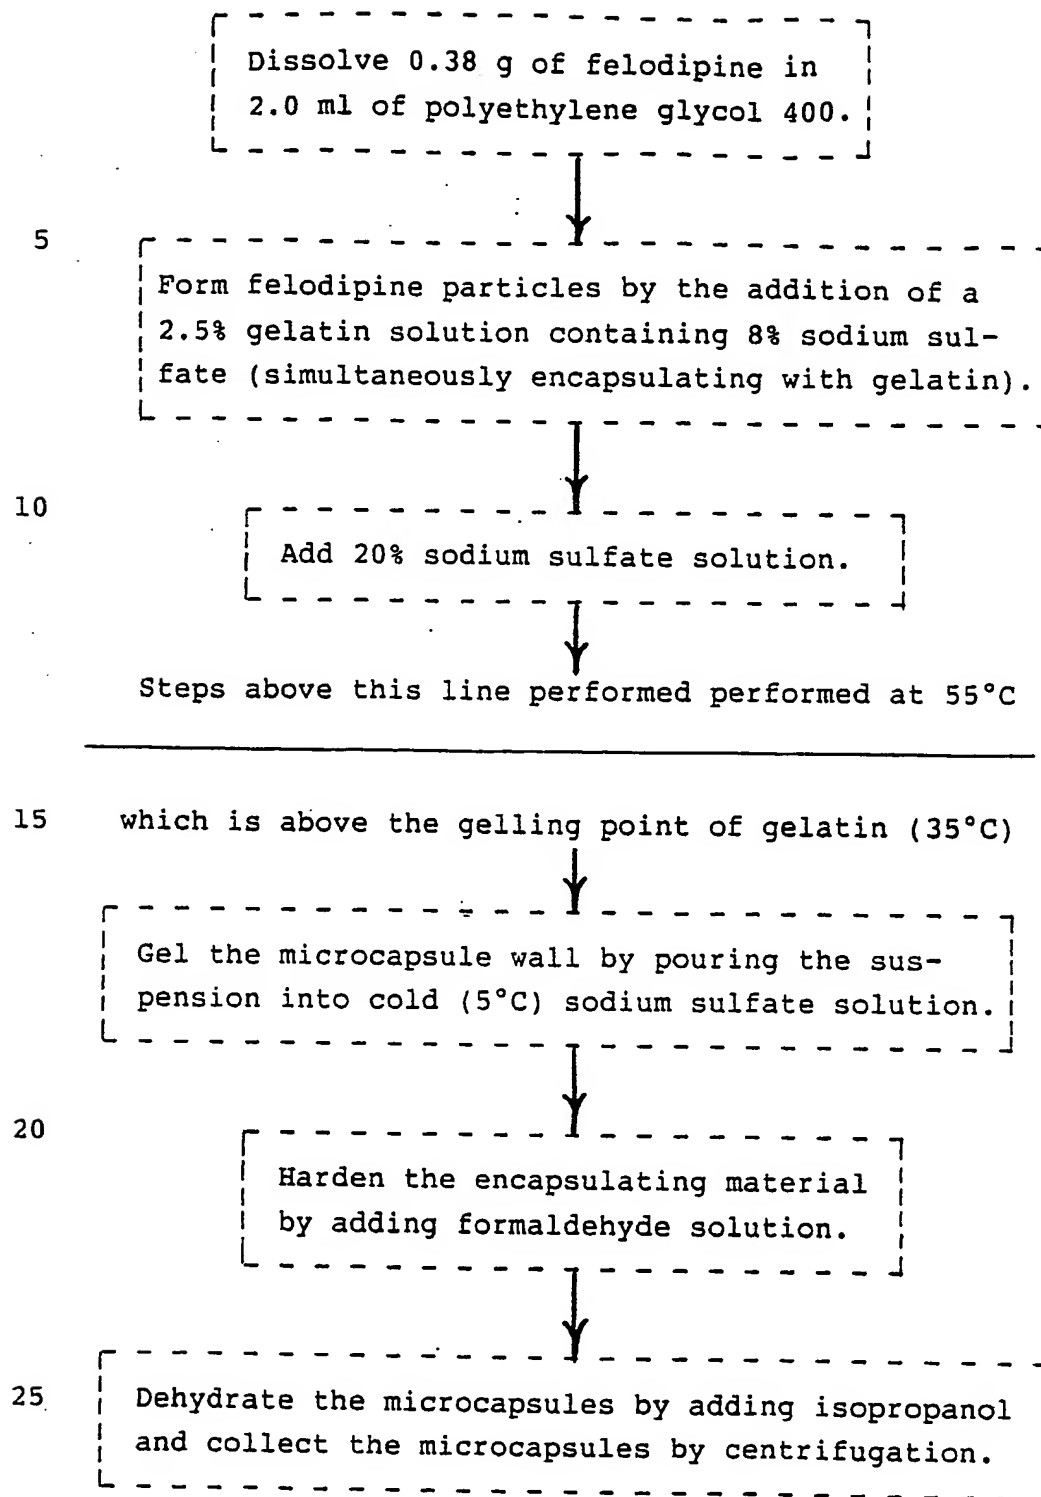 Dissolve 0.38 g of felodipine in
2.0 ml of polyethylene glycol 400.
5
Form felodipine particles by the addition of a
2.5% gelatin solution containing 8% sodium sul-
fate (simultaneously encapsulating with gelatin).
10
Add 20% sodium sulfate solution.
Steps above this line performed performed at 55°C
15 which is above the gelling point of gelatin (35°C)
Gel the microcapsule wall by pouring the sus-
pension into cold (5°C) sodium sulfate solution.
20
Harden the encapsulating material
by adding formaldehyde solution.
25 Dehydrate the microcapsules by adding isopropanol
and collect the microcapsules by centrifugation.